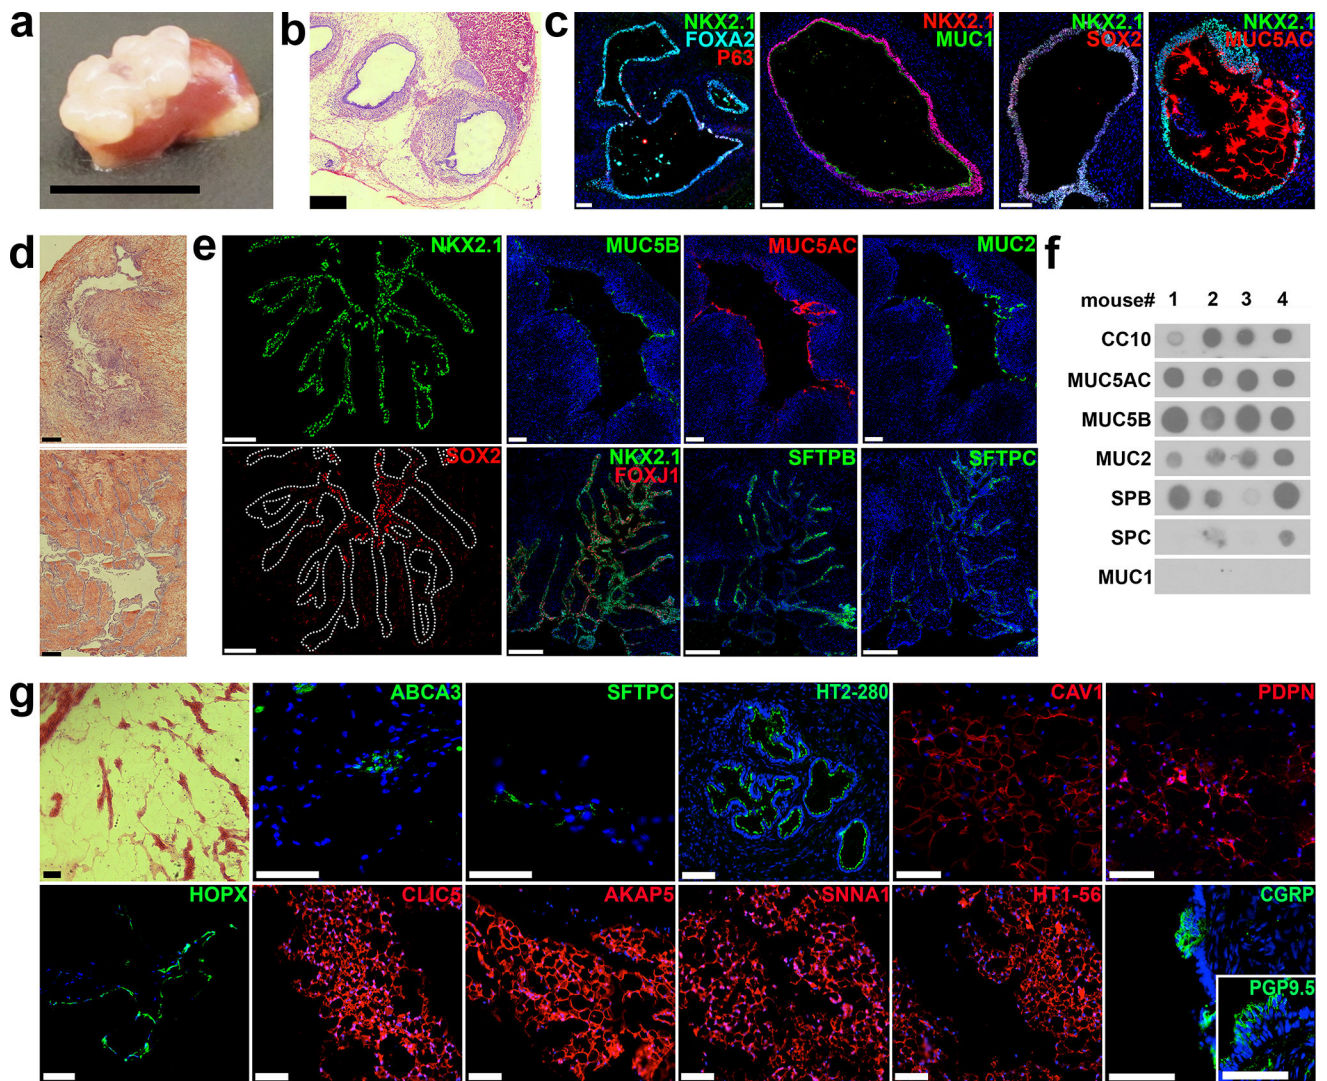 a
b
c
NKX2.1
FOXA2
P63
NKX2.1
MUC1
NKX2.1
SOX2
NKX2.1
MUC5AC
d
e
NKX2.1
MUC5B
MUC5AC
MUC2
SOX2
NKX2.1
FOXJ1
SFTPB
SFTPC
f
mouse# 1 2 3 4
CC10
MUC5AC
MUC5B
MUC2
SPB
SPC
MUC1
g
ABCA3
SFTPC
HT2-280
CAV1
PDPN
HOPX
CLIC5
AKAP5
SNNA1
HT1-56
CGRP
PGP9.5